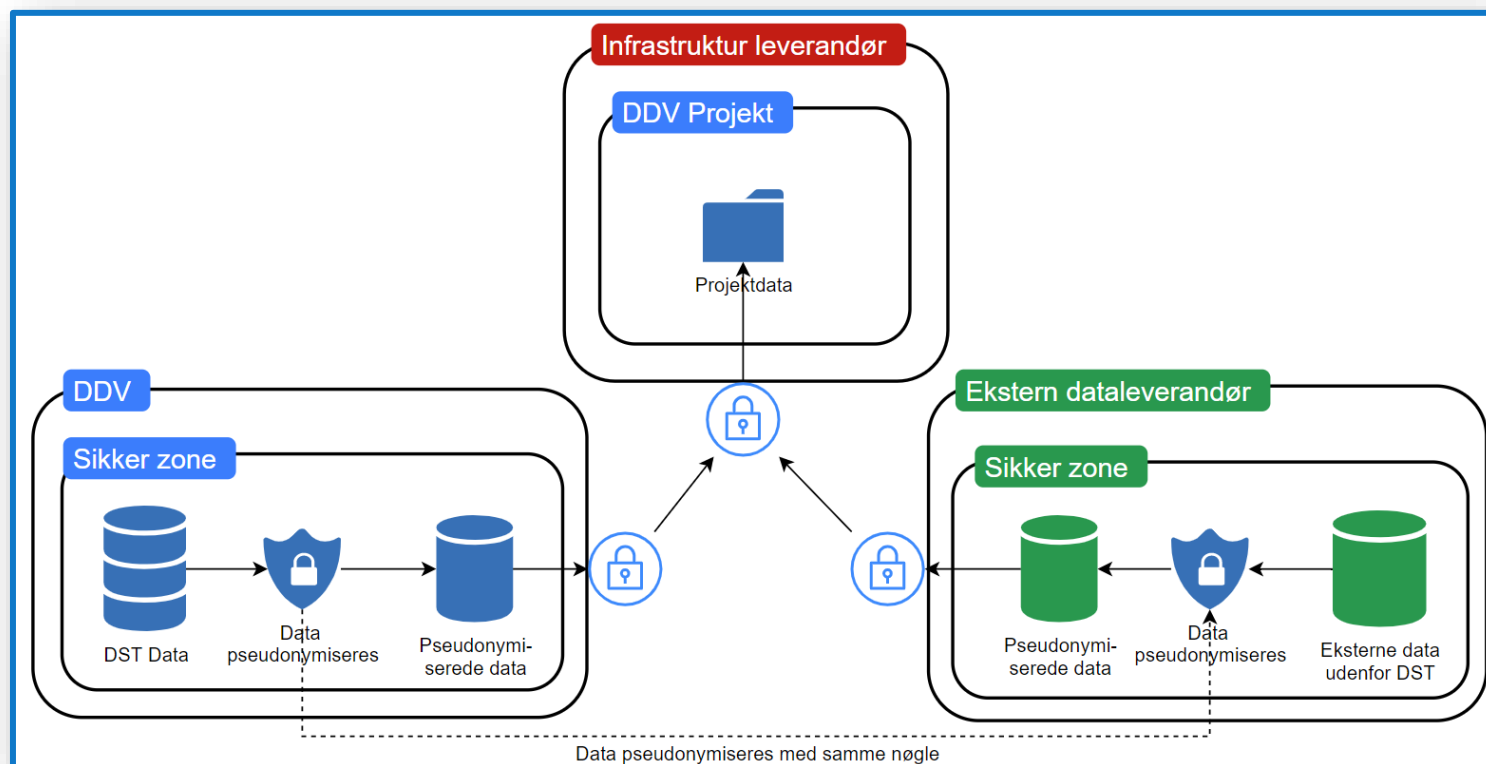 Infrastruktur leverandør
DDV Projekt
Projektdata
DDV
Sikker zone
DST Data
Data
pseudonymiseres
Pseudonymi-
serede data
Ekstern dataleverandør
Sikker zone
Pseudonymi-
serede data
Data
pseudonymiseres
Eksterne data
udenfor DST
Data pseudonymiseres med samme nøgle